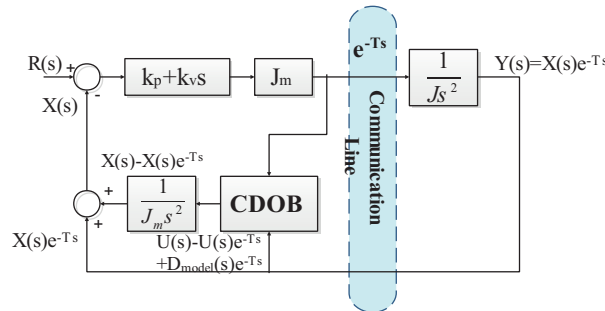 R(s)
+
-
X(s)
kp+kvs
Jm
e-Ts
Communication
Line
1
Js2
Y(s)=X(s)e-Ts
X(s)-X(s)e-Ts
+
+
1
Jms2
CDOB
X(s)e-Ts
U(s)-U(s)e-Ts
+Dmodel(s)e-Ts